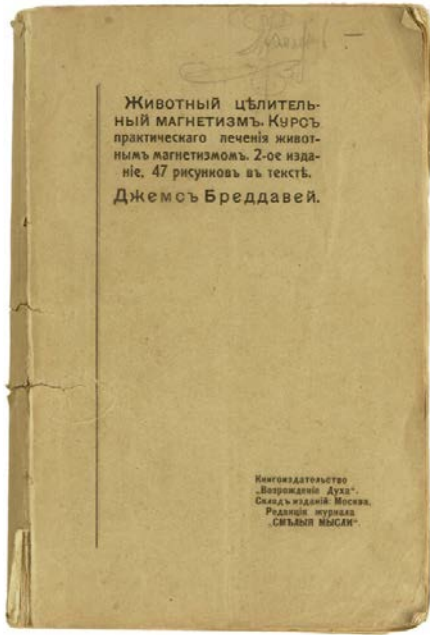 Животный цѣлитель-
ный магнетизмъ. Курсъ
практическаго леченія живот-
нымъ магнетизмомъ. 2-ое изда-
ніе, 47 рисунковъ въ текстѣ.
Джемсъ Бреддавей.
Книгоиздательство
„Возрожденіе Духа“.
Складъ изданій: Москва,
Редакція журнала
„СМѢЛЫЯ МЫСЛИ“.